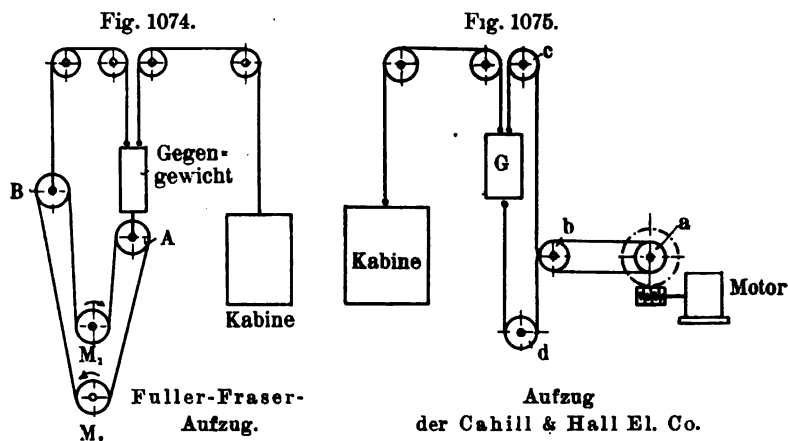 Fig. 1074.
Fig. 1075.
c
Gegen=
gewicht
G
B
A
b
a
Kabine
Kabine
Motor
M₁
d
M₂
Fuller-Fraser-
Aufzug.
Aufzug
der Cahill & Hall El. Co.